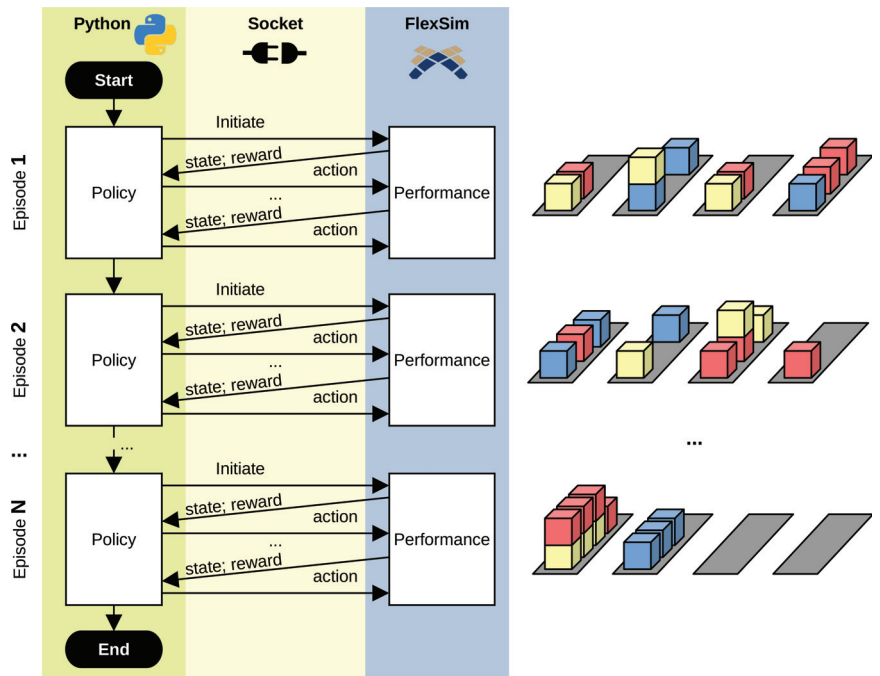 Python
Socket
FlexSim
Start
Episode 1
Policy
Initiate
state; reward
action
...
state; reward
action
Performance
Episode 2
Policy
Initiate
state; reward
action
...
state; reward
action
Performance
...
...
...
Episode N
Policy
Initiate
state; reward
action
...
state; reward
action
Performance
End